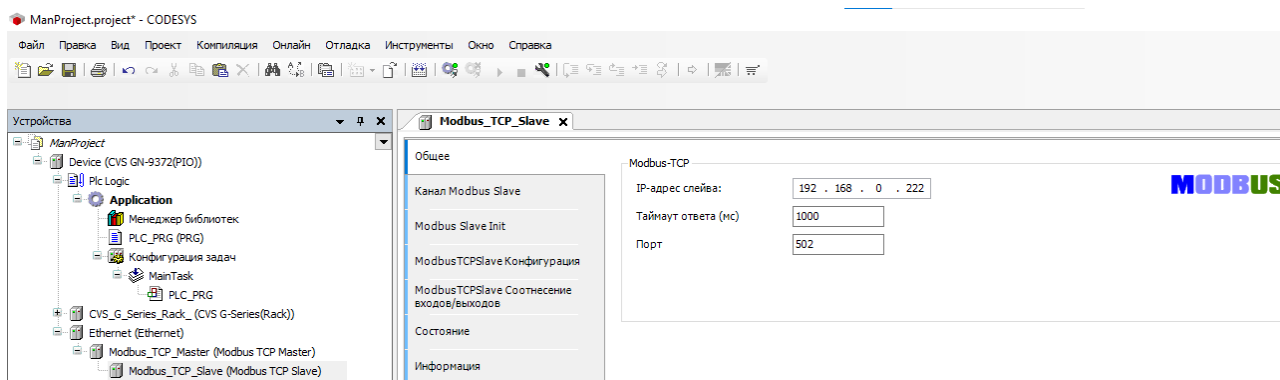 ManProject.project* - CODESYS
Файл Правка Вид Проект Компиляция Онлайн Отладка Инструменты Окно Справка
Устройства
ManProject
Device (CVS GN-9372(PIO))
Plc Logic
Application
Менеджер библиотек
PLC_PRG (PRG)
Конфигурация задач
MainTask
PLC_PRG
CVS_G_Series_Rack_ (CVS G-Series(Rack))
Ethernet (Ethernet)
Modbus_TCP_Master (Modbus TCP Master)
Modbus_TCP_Slave (Modbus TCP Slave)
Modbus_TCP_Slave
Общее
Канал Modbus Slave
Modbus Slave Init
ModbusTCPSlave Конфигурация
ModbusTCPSlave Соотнесение
входов/выходов
Состояние
Информация
Modbus-TCP
IP-адрес слейва: 192 . 168 . 0 . 222
Таймаут ответа (мс) 1000
Порт 502
MODBUS